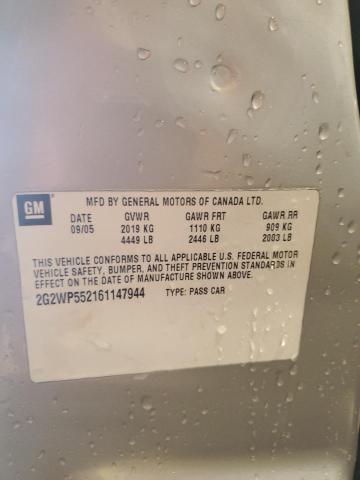 GM
MFD BY GENERAL MOTORS OF CANADA LTD.
DATE GVWR GAWR FRT GAWR RR
09/05 2019 KG 1110 KG 909 KG
4449 LB 2446 LB 2003 LB
THIS VEHICLE CONFORMS TO ALL APPLICABLE U.S. FEDERAL MOTOR
VEHICLE SAFETY, BUMPER, AND THEFT PREVENTION STANDARDS IN
EFFECT ON THE DATE OF MANUFACTURE SHOWN ABOVE.
2G2WP552161147944 TYPE: PASS CAR